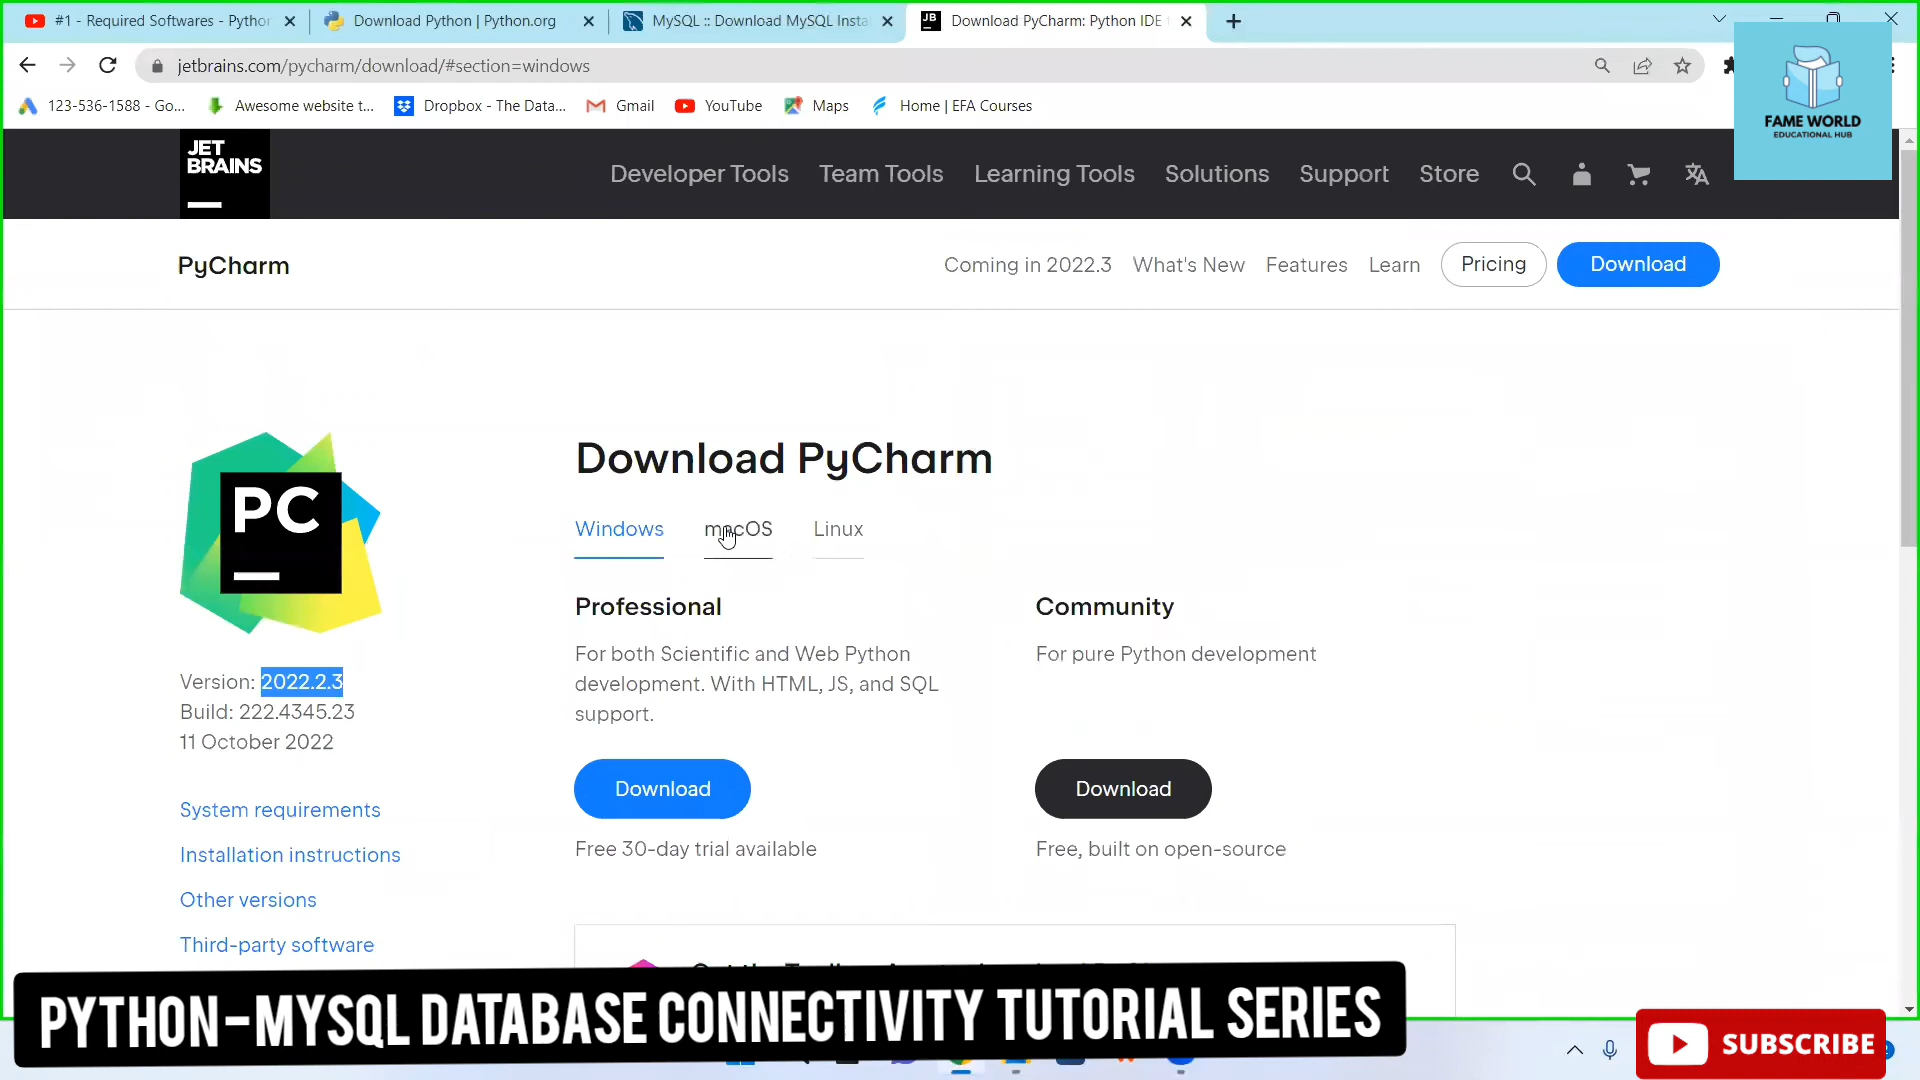 #1 - Required Softwares - Pytho
Download Python | Python.org
MySQL :: Download MySQL Insta
JB
Download PyCharm: Python IDE
jetbrains.com/pycharm/download/#section=windows
123-536-1588 - Go...
Awesome website t...
Dropbox - The Data...
Gmail
YouTube
Maps
Home | EFA Courses
FAME WORLD
EDUCATIONAL HUB
JET
BRAINS
Developer Tools
Team Tools
Learning Tools
Solutions
Support
Store
PyCharm
Coming in 2022.3
What's New
Features
Learn
Pricing
Download
PC
Download PyCharm
Windows
macOS
Linux
Professional
Community
For both Scientific and Web Python
development. With HTML, JS, and SQL
support.
For pure Python development
Version: 2022.2.3
Build: 222.4345.23
11 October 2022
Download
Download
Free 30-day trial available
Free, built on open-source
System requirements
Installation instructions
Other versions
Third-party software
PYTHON-MYSQL DATABASE CONNECTIVITY TUTORIAL SERIES
SUBSCRIBE